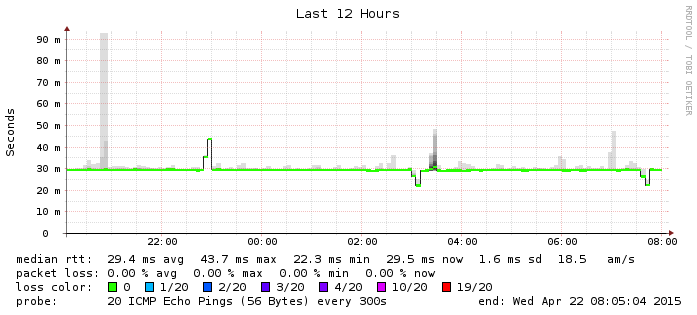 Last 12 Hours
RRDTOOL / TOBI OETIKER
Seconds
90 m
80 m
70 m
60 m
50 m
40 m
30 m
20 m
10 m
0
22:00 00:00 02:00 04:00 06:00 08:00
median rtt: 29.4 ms avg 43.7 ms max 22.3 ms min 29.5 ms now 1.6 ms sd 18.5 am/s
packet loss: 0.00 % avg 0.00 % max 0.00 % min 0.00 % now
loss color: 0 1/20 2/20 3/20 4/20 10/20 19/20
probe: 20 ICMP Echo Pings (56 Bytes) every 300s end: Wed Apr 22 08:05:04 2015